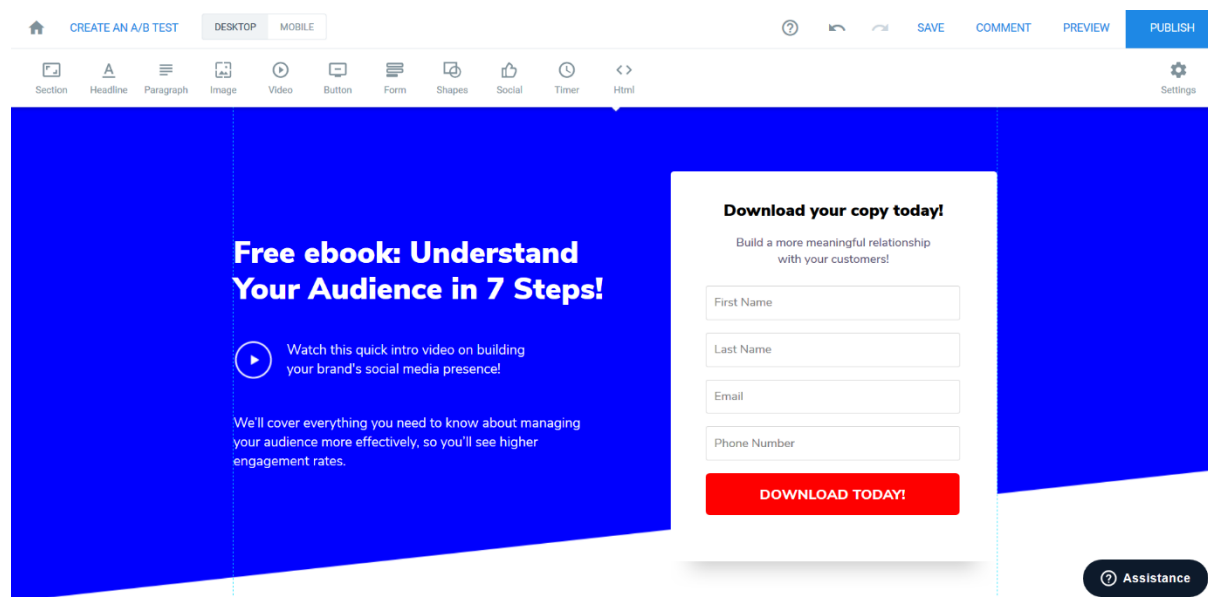 CREATE AN A/B TEST
DESKTOP
MOBILE
SAVE
COMMENT
PREVIEW
PUBLISH
Section
Headline
Paragraph
Image
Video
Button
Form
Shapes
Social
Timer
Html
Settings
Free ebook: Understand
Your Audience in 7 Steps!
Watch this quick intro video on building
your brand's social media presence!
We'll cover everything you need to know about managing
your audience more effectively, so you'll see higher
engagement rates.
Download your copy today!
Build a more meaningful relationship
with your customers!
First Name
Last Name
Email
Phone Number
DOWNLOAD TODAY!
Assistance